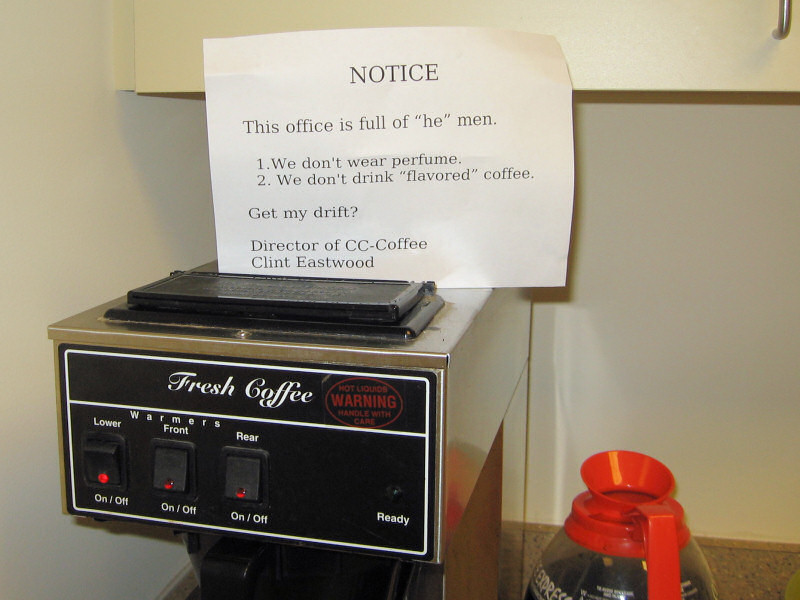 NOTICE
This office is full of “he” men.
1.We don't wear perfume.
2. We don't drink “flavored” coffee.
Get my drift?
Director of CC-Coffee
Clint Eastwood
Fresh Coffee
HOT LIQUIDS
WARNING
HANDLE WITH
CARE
Warmers
Lower Front Rear
On / Off On / Off On / Off
Ready